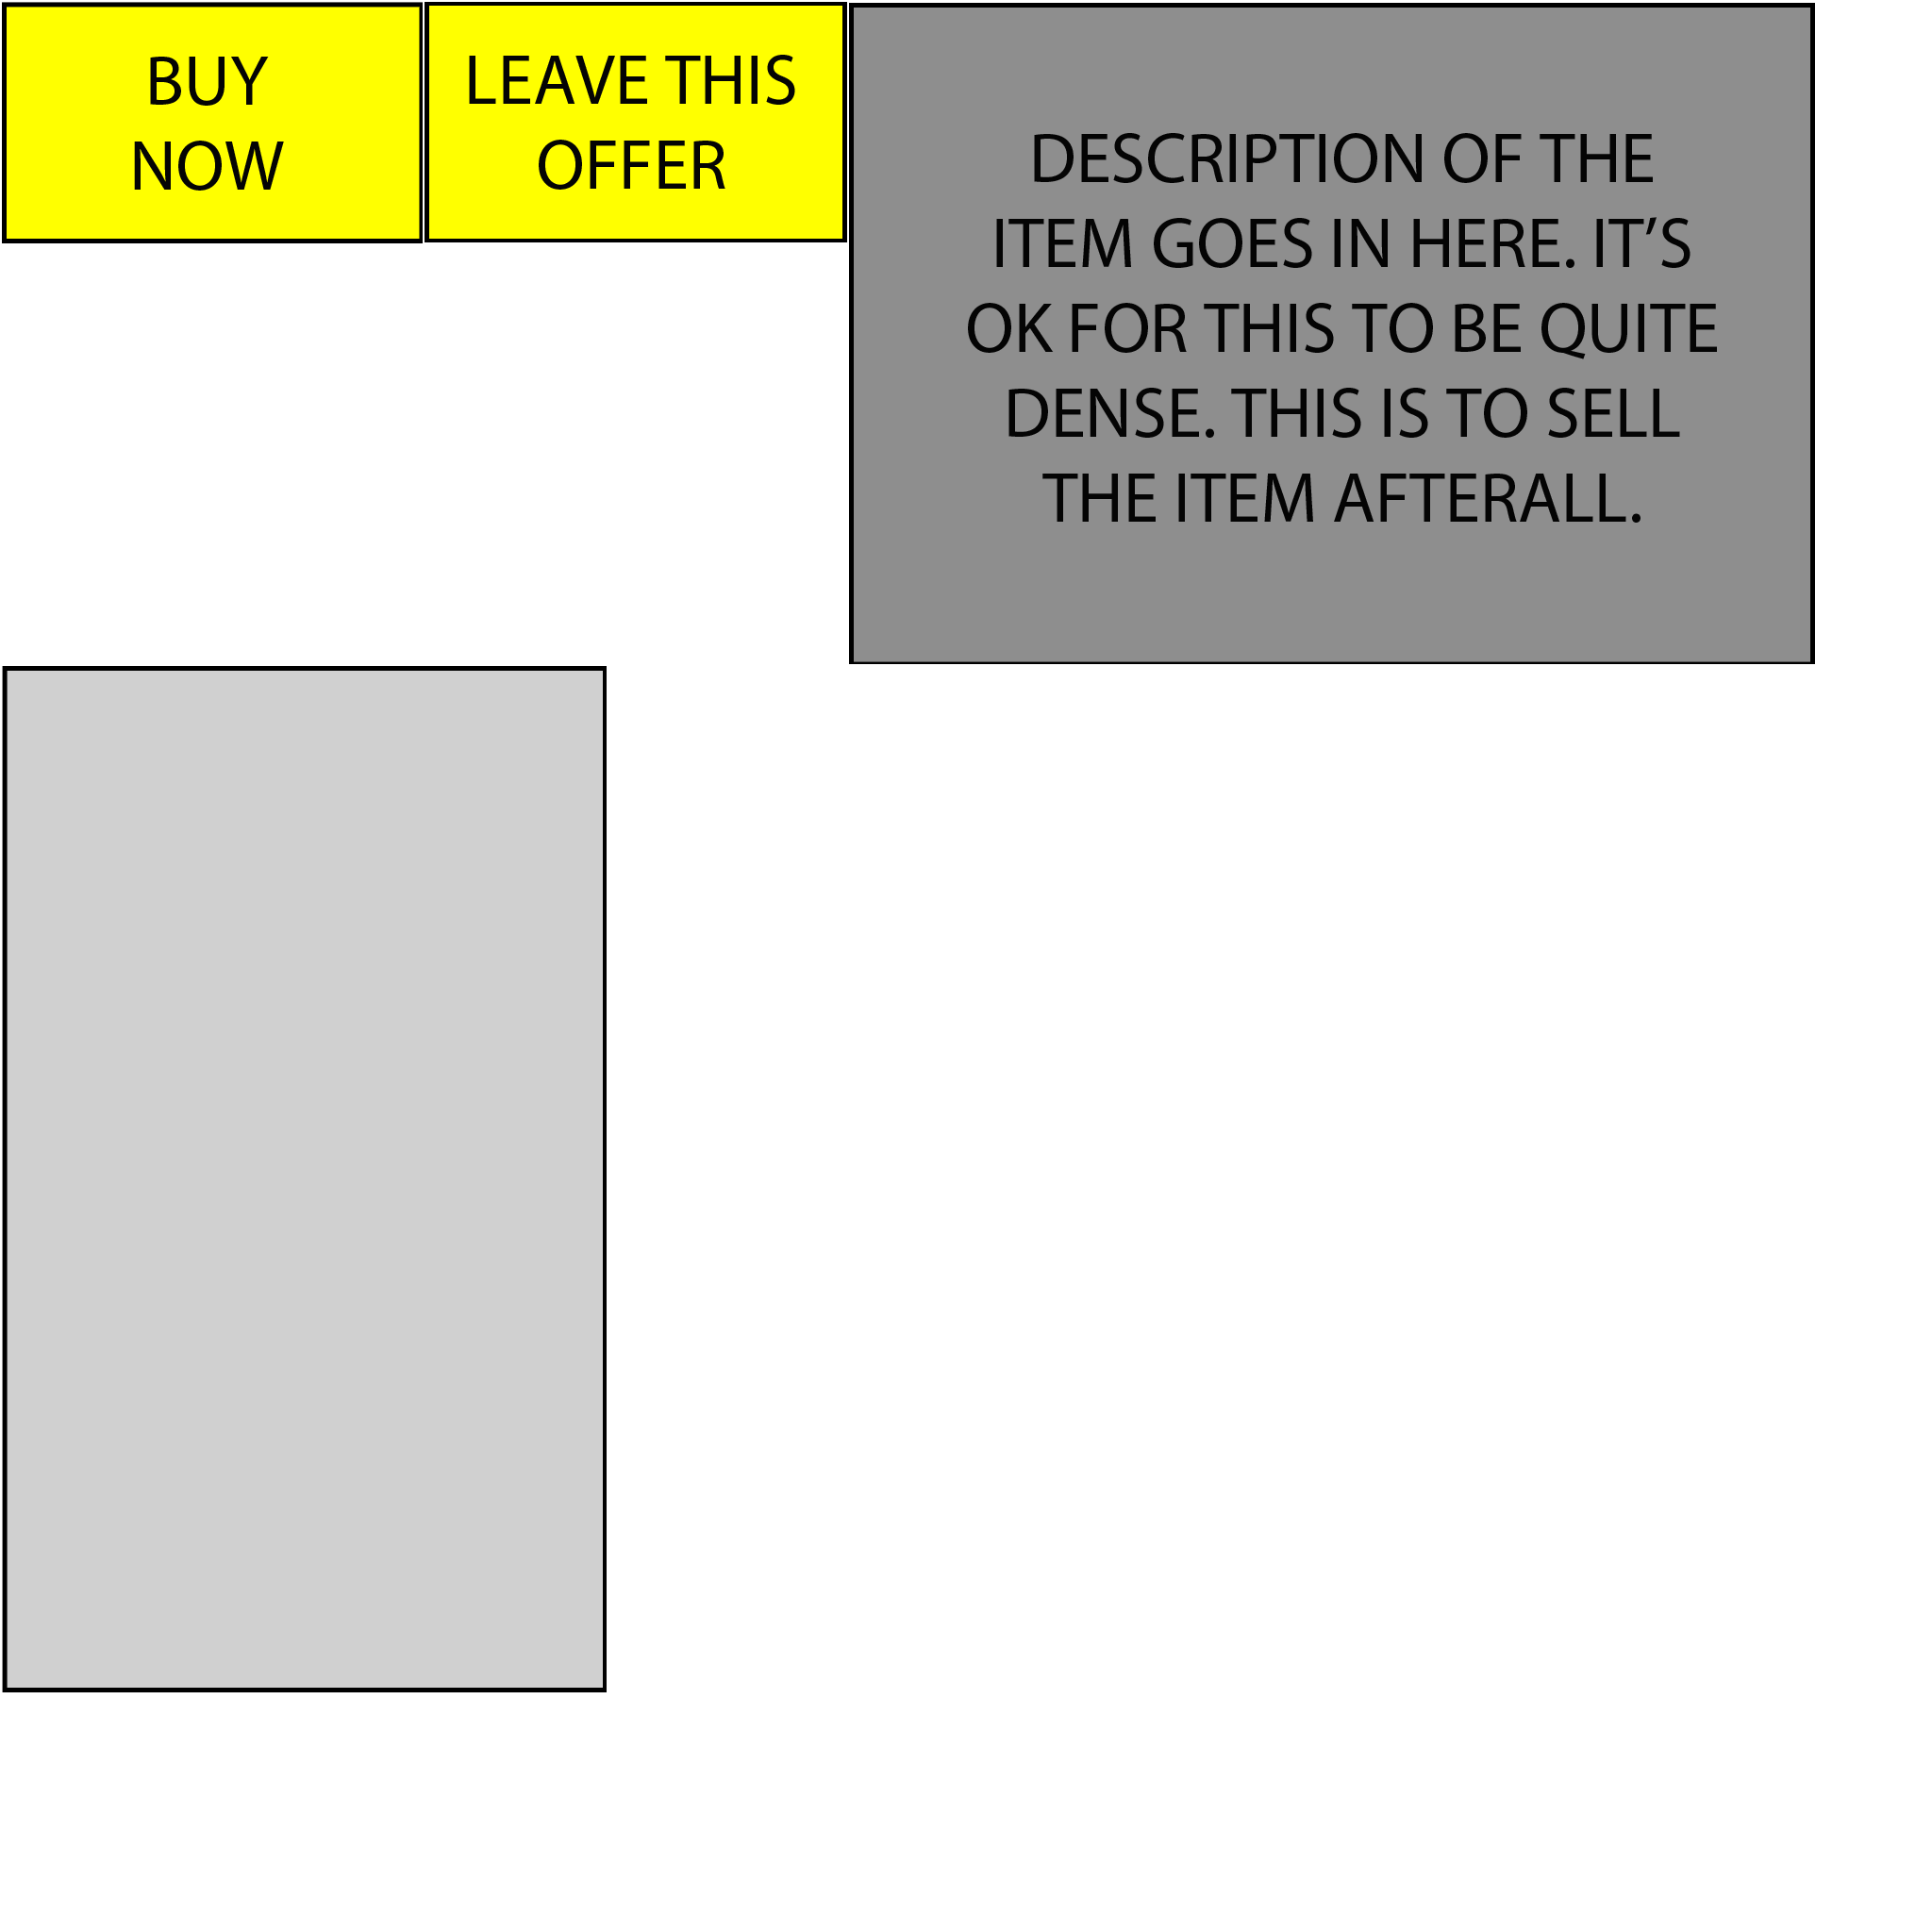 BUY
NOW
LEAVE THIS
OFFER
DESCRIPTION OF THE
ITEM GOES IN HERE. IT’S
OK FOR THIS TO BE QUITE
DENSE. THIS IS TO SELL
THE ITEM AFTERALL.